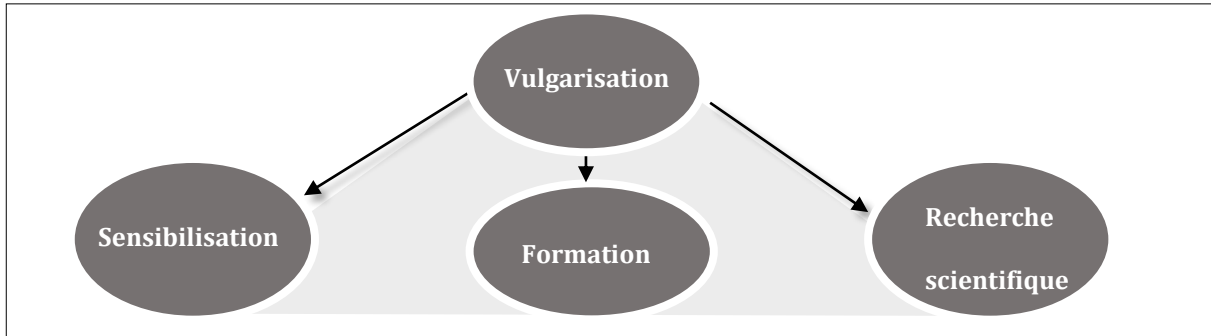 Vulgarisation
Sensibilisation
Formation
Recherche
scientifique